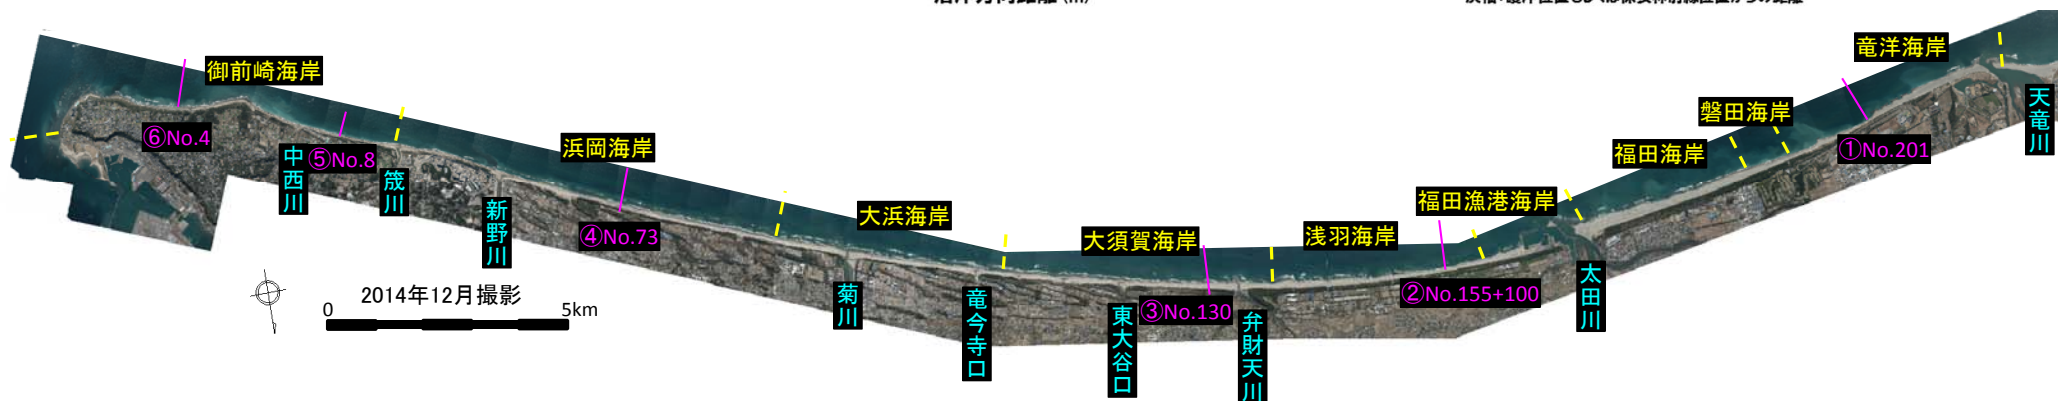 竜洋海岸
御前崎海岸
磐田海岸
天竜川
⑥No.4
浜岡海岸
①No.201
中西川
⑤No.8
福田海岸
筬川
福田漁港海岸
新野川
大浜海岸
④No.73
大須賀海岸
浅羽海岸
太田川
②No.155+100
菊川
竜今寺口
東大谷口
③No.130
弁財天川
2014年12月撮影
0 5km